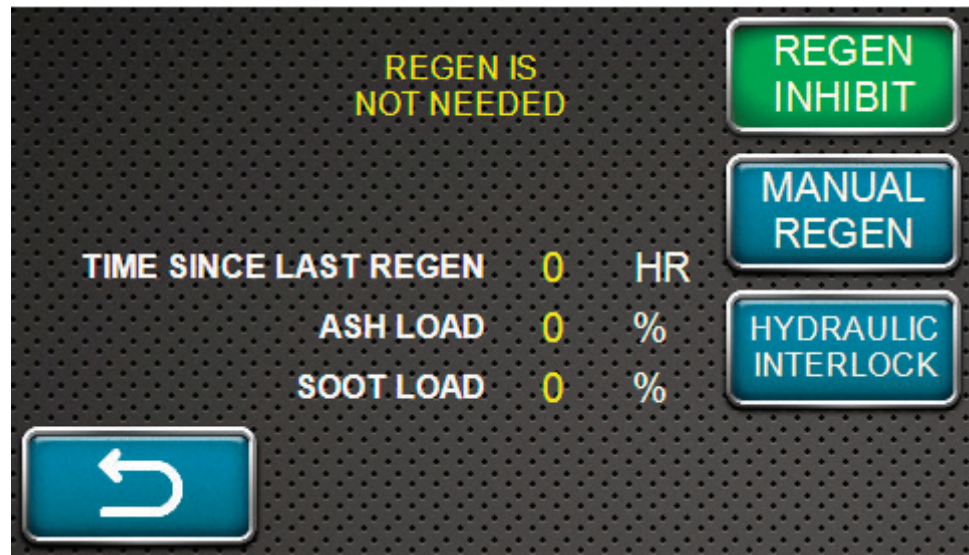 REGEN IS
NOT NEEDED
REGEN
INHIBIT
MANUAL
REGEN
TIME SINCE LAST REGEN 0 HR
ASH LOAD 0 %
SOOT LOAD 0 %
HYDRAULIC
INTERLOCK